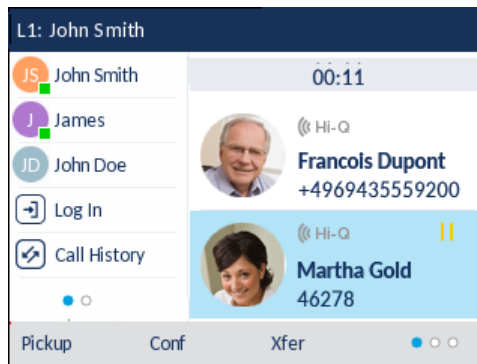 L1: John Smith
JS John Smith
J James
JD John Doe
Log In
Call History
00:11
Hi-Q
Francois Dupont
+4969435559200
Hi-Q
Martha Gold
46278
Pickup Conf Xfer